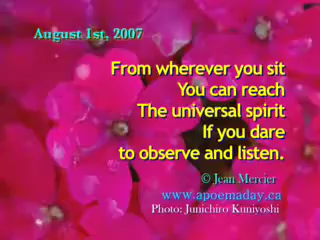 August 1st, 2007
From wherever you sit
You can reach
The universal spirit
If you dare
to observe and listen.
© Jean Mercier
www.apoemaday.ca
Photo: Junichiro Kuniyoshi